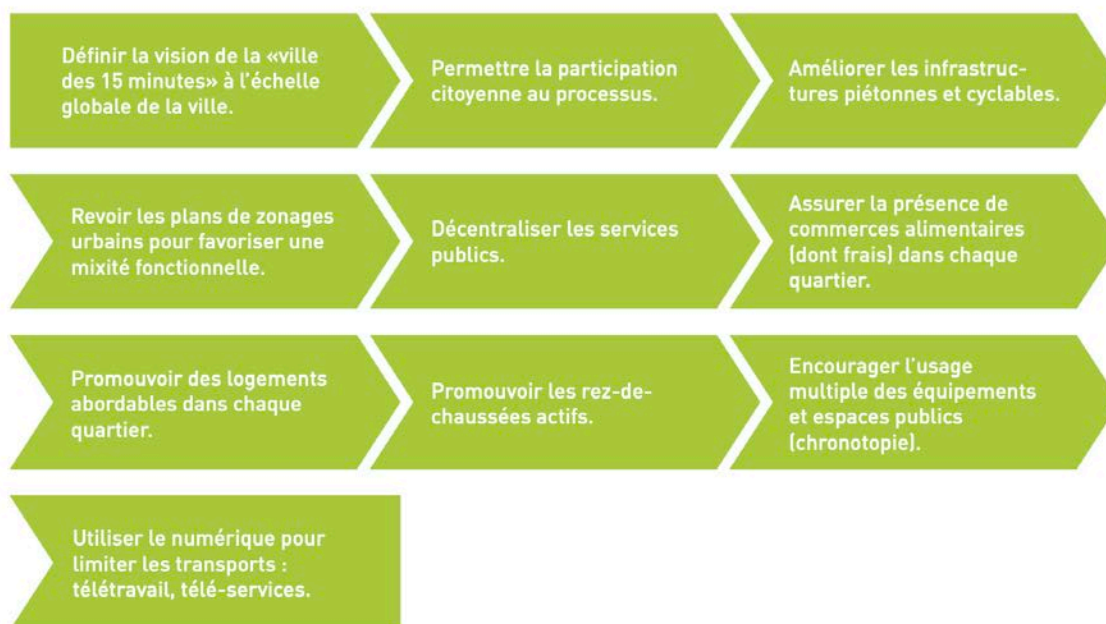 Définir la vision de la «ville
des 15 minutes» à l'échelle
globale de la ville.
Permettre la participation
citoyenne au processus.
Améliorer les infrastruc-
tures piétonnes et cyclables.
Revoir les plans de zonages
urbains pour favoriser une
mixité fonctionnelle.
Décentraliser les services
publics.
Assurer la présence de
commerces alimentaires
(dont frais) dans chaque
quartier.
Promouvoir des logements
abordables dans chaque
quartier.
Promouvoir les rez-de-
chaussées actifs.
Encourager l'usage
multiple des équipements
et espaces publics
(chronotopie).
Utiliser le numérique pour
limiter les transports :
télétravail, télé-services.